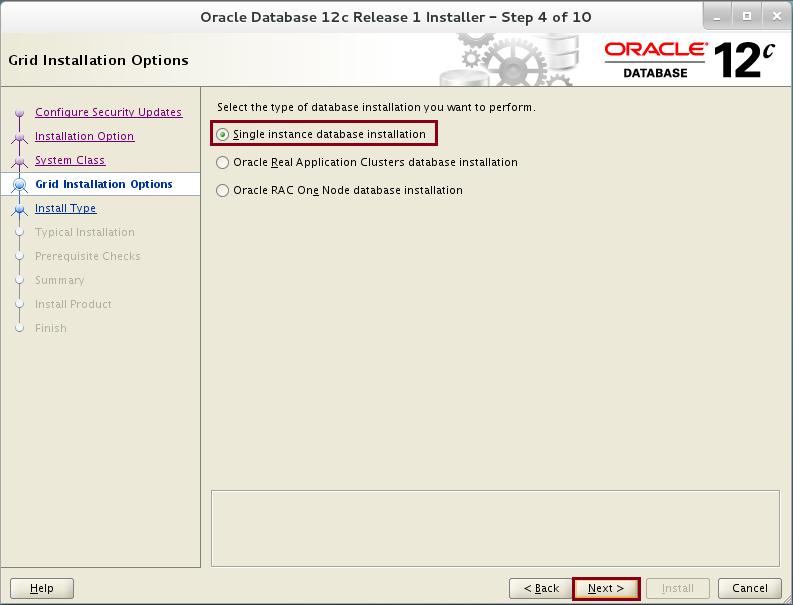 Oracle Database 12c Release 1 Installer - Step 4 of 10
Grid Installation Options
ORACLE®
DATABASE
12c
Configure Security Updates
Installation Option
System Class
Grid Installation Options
Install Type
Typical Installation
Prerequisite Checks
Summary
Install Product
Finish
Select the type of database installation you want to perform.
Single instance database installation
Oracle Real Application Clusters database installation
Oracle RAC One Node database installation
Help
< Back
Next >
Install
Cancel